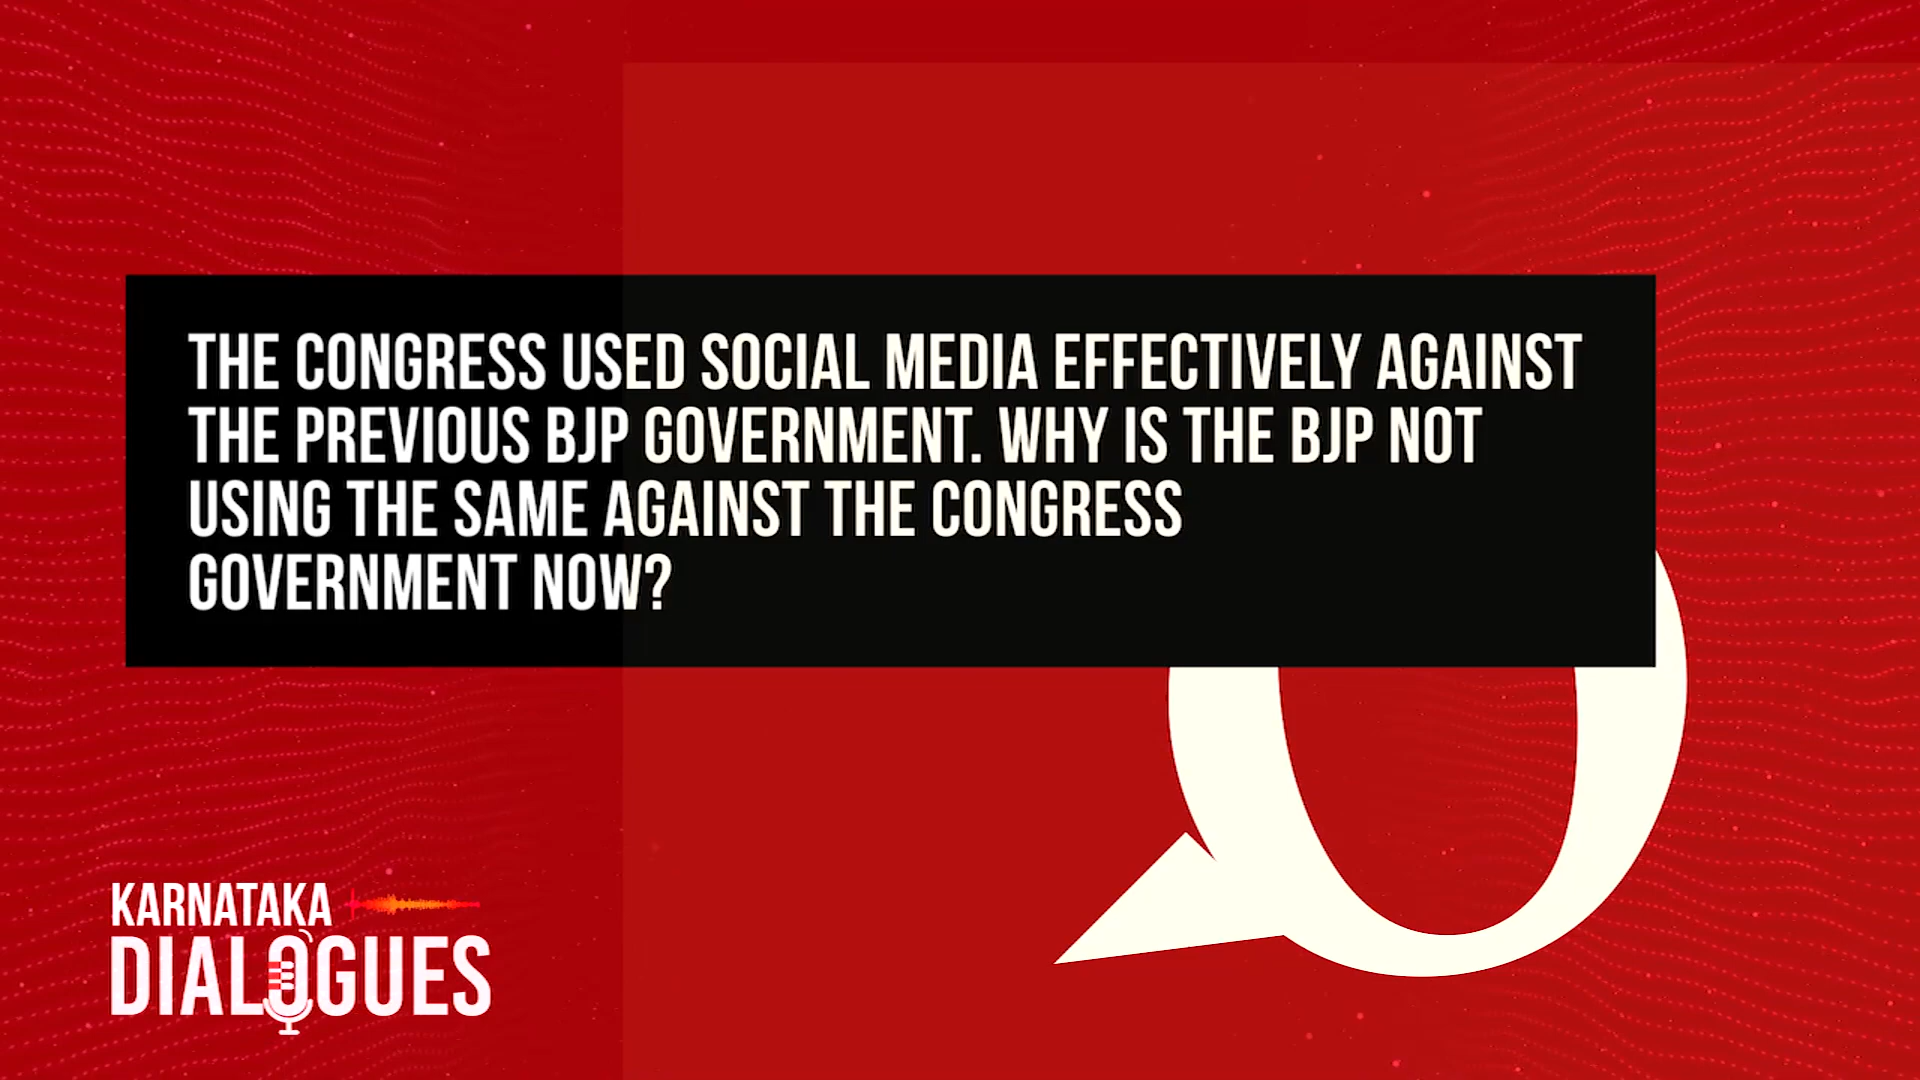 THE CONGRESS USED SOCIAL MEDIA EFFECTIVELY AGAINST
THE PREVIOUS BJP GOVERNMENT. WHY IS THE BJP NOT
USING THE SAME AGAINST THE CONGRESS
GOVERNMENT NOW?
KARNATAKA
DIALOGUES